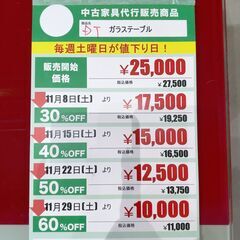 中古家具代行販売商品
商品名
DT ガラステーブル
毎週土曜日が値下り日!
販売開始価格 ¥25,000
税込価格 ¥27,500
11月8日(土)より
30%OFF ¥17,500
税込価格 ¥19,250
11月15日(土)より
40%OFF ¥15,000
税込価格 ¥16,500
11月22日(土)より
50%OFF ¥12,500
税込価格 ¥13,750
11月29日(土)より
60%OFF ¥10,000
税込価格 ¥11,000